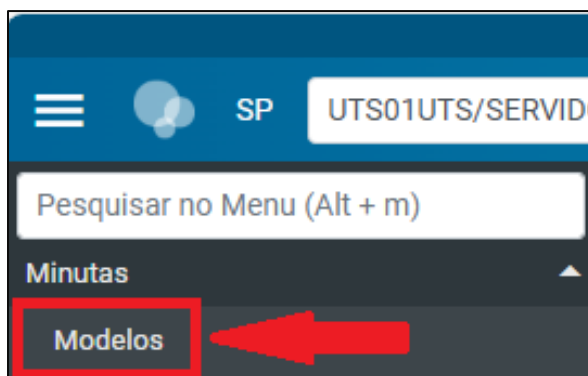 SP UTS01UTS/SERVID
Pesquisar no Menu (Alt + m)
Minutas
Modelos